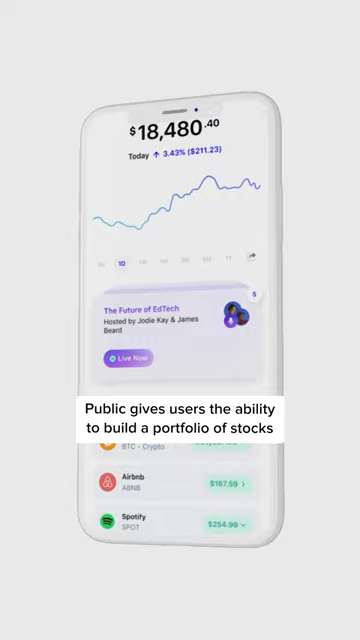 $18,480.40
Today ↑ 3.43% ($211.23)
1D
5
The Future of EdTech
Hosted by Jodie Kay & James
Beard
Live Now
Public gives users the ability
to build a portfolio of stocks
BTC • Crypto
Airbnb
ABNB
$167.59
Spotify
SPOT
$254.96